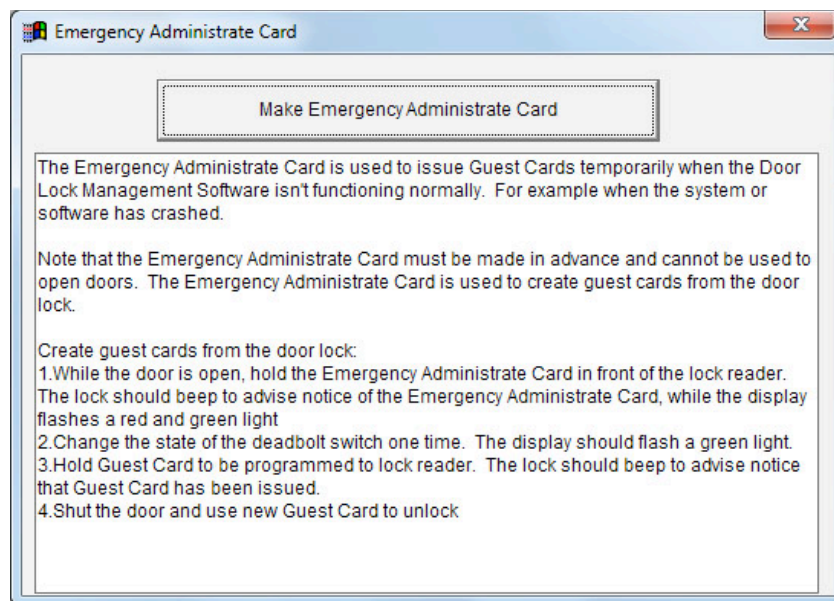 Emergency Administrate Card
Make Emergency Administrate Card
The Emergency Administrate Card is used to issue Guest Cards temporarily when the Door
Lock Management Software isn't functioning normally.  For example when the system or
software has crashed.
Note that the Emergency Administrate Card must be made in advance and cannot be used to
open doors.  The Emergency Administrate Card is used to create guest cards from the door
lock.
Create guest cards from the door lock:
1.While the door is open, hold the Emergency Administrate Card in front of the lock reader.
The lock should beep to advise notice of the Emergency Administrate Card, while the display
flashes a red and green light
2.Change the state of the deadbolt switch one time.  The display should flash a green light.
3.Hold Guest Card to be programmed to lock reader.  The lock should beep to advise notice
that Guest Card has been issued.
4.Shut the door and use new Guest Card to unlock